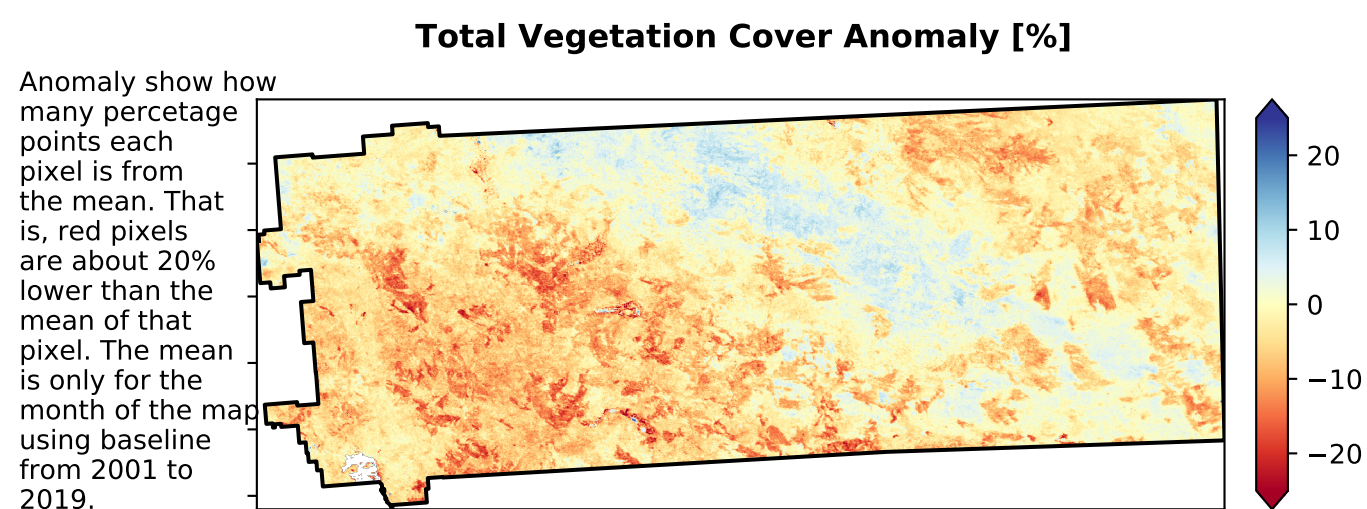 Total Vegetation Cover Anomaly [%]
Anomaly show how
many percetage
points each
pixel is from
the mean. That
is, red pixels
are about 20%
lower than the
mean of that
pixel. The mean
is only for the
month of the map
using baseline
from 2001 to
2019.
20
10
0
−10
−20